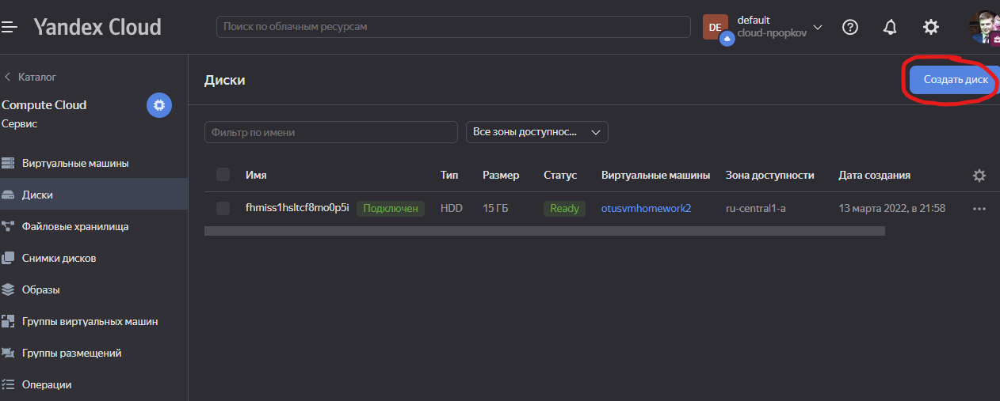 Yandex Cloud
Поиск по облачным ресурсам
DE
default
cloud-npopkov
Каталог
Compute Cloud
Сервис
Виртуальные машины
Диски
Файловые хранилища
Снимки дисков
Образы
Группы виртуальных машин
Группы размещений
Операции
Диски
Создать диск
Фильтр по имени
Все зоны доступнос...
Имя Тип Размер Статус Виртуальные машины Зона доступности Дата создания
fhmiss1hsltcf8mo0p5i Подключен HDD 15 ГБ Ready otusvmhomework2 ru-central1-a 13 марта 2022, в 21:58